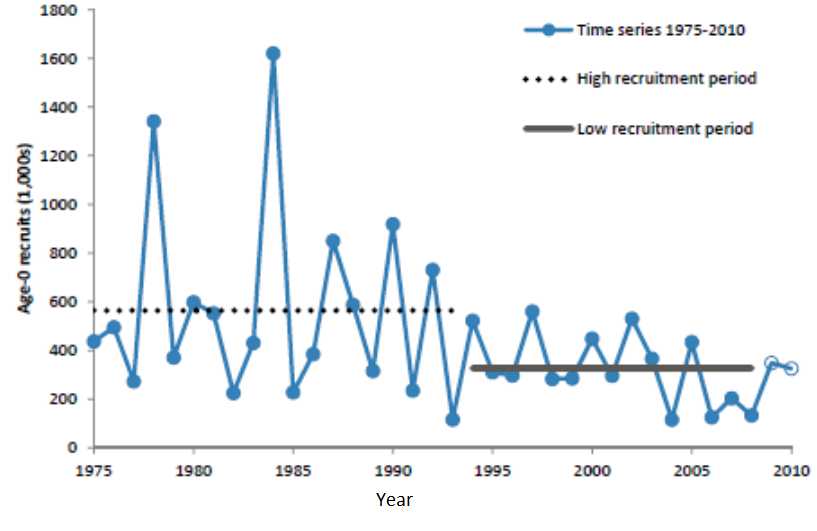 1800
1600
1400
1200
1000
800
600
400
200
0
Age-0 recruits (1,000s)
Time series 1975-2010
High recruitment period
Low recruitment period
1975 1980 1985 1990 1995 2000 2005 2010
Year